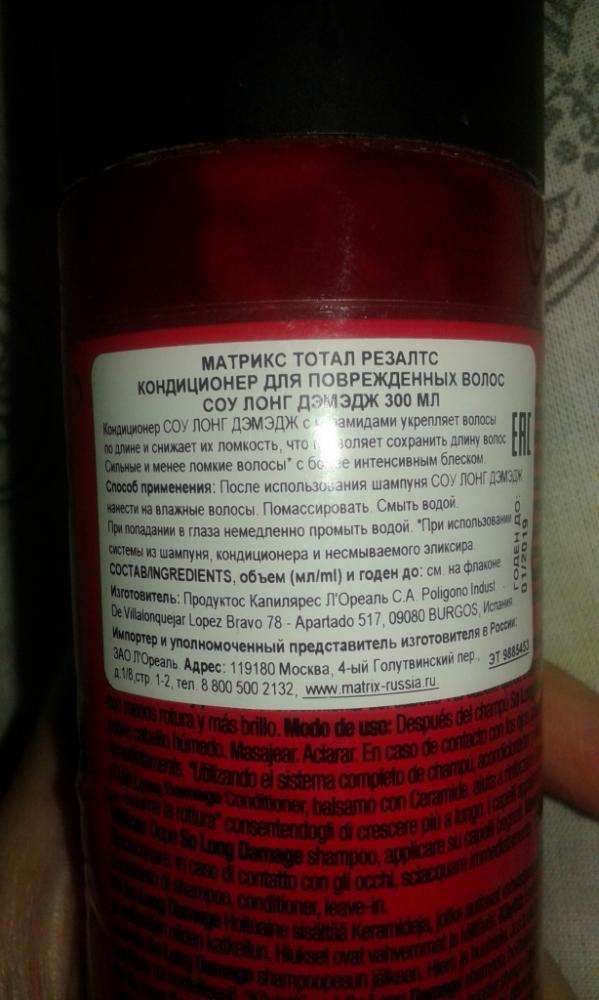 МАТРИКС ТОТАЛ РЕЗАЛТС
КОНДИЦИОНЕР ДЛЯ ПОВРЕЖДЕННЫХ ВОЛОС
СОУ ЛОНГ ДЭМЭДЖ 300 МЛ
Кондиционер СОУ ЛОНГ ДЭМЭДЖ с укрепляет волосы
по длине и снижает их ломкость, что позволяет сохранить длину волос.
Сильные и менее ломкие волосы* с более интенсивным блеском.
EAC
Способ применения: После использования шампуня СОУ ЛОНГ ДЭМЭДЖ
нанести на влажные волосы. Помассировать. Смыть водой.
При попадании в глаза немедленно промыть водой. *При использовании
системы из шампуня, кондиционера и несмываемого эликсира.
СОСТАВ/INGREDIENTS, объем (мл/ml) и годен до: см. на флаконе
ГОДЕН ДО:
01/2019
Изготовитель: Продуктос Капилярес Л'Ореаль С.А. Poligono Indust.
De Villalonquejar Lopez Bravo 78 - Apartado 517, 09080 BURGOS, Испания
Импортер и уполномоченный представитель изготовителя в России:
ЗАО Л'Ореаль. Адрес: 119180 Москва, 4-ый Голутвинский пер.,
д.1/8,стр. 1-2, тел. 8 800 500 2132, www.matrix-russia.ru
ЭТ 9885453
con menos rotura y más brillo. Modo de uso: Después del champú So Long
cabello húmedo. Masajear. Aclarar. En caso de contacto con los ojos
*Utilizando el sistema completo de champú, acondicionador
So Long Damage Conditioner, balsamo con Ceramide, aiuta a
la rottura* consentendogli di crescere più a lungo. I capelli
Dopo So Long Damage shampoo, applicare su capelli bagnati.
In caso di contatto con gli occhi, sciacquare immediatamente
di shampoo, conditioner, leave-in.
So Long Damage Hoitoaine sisältää Keramideja, jotka auttavat
katkeilun. Hiukset ovat vahvemmat ja
Long Damage shampoopesun jälkeen.